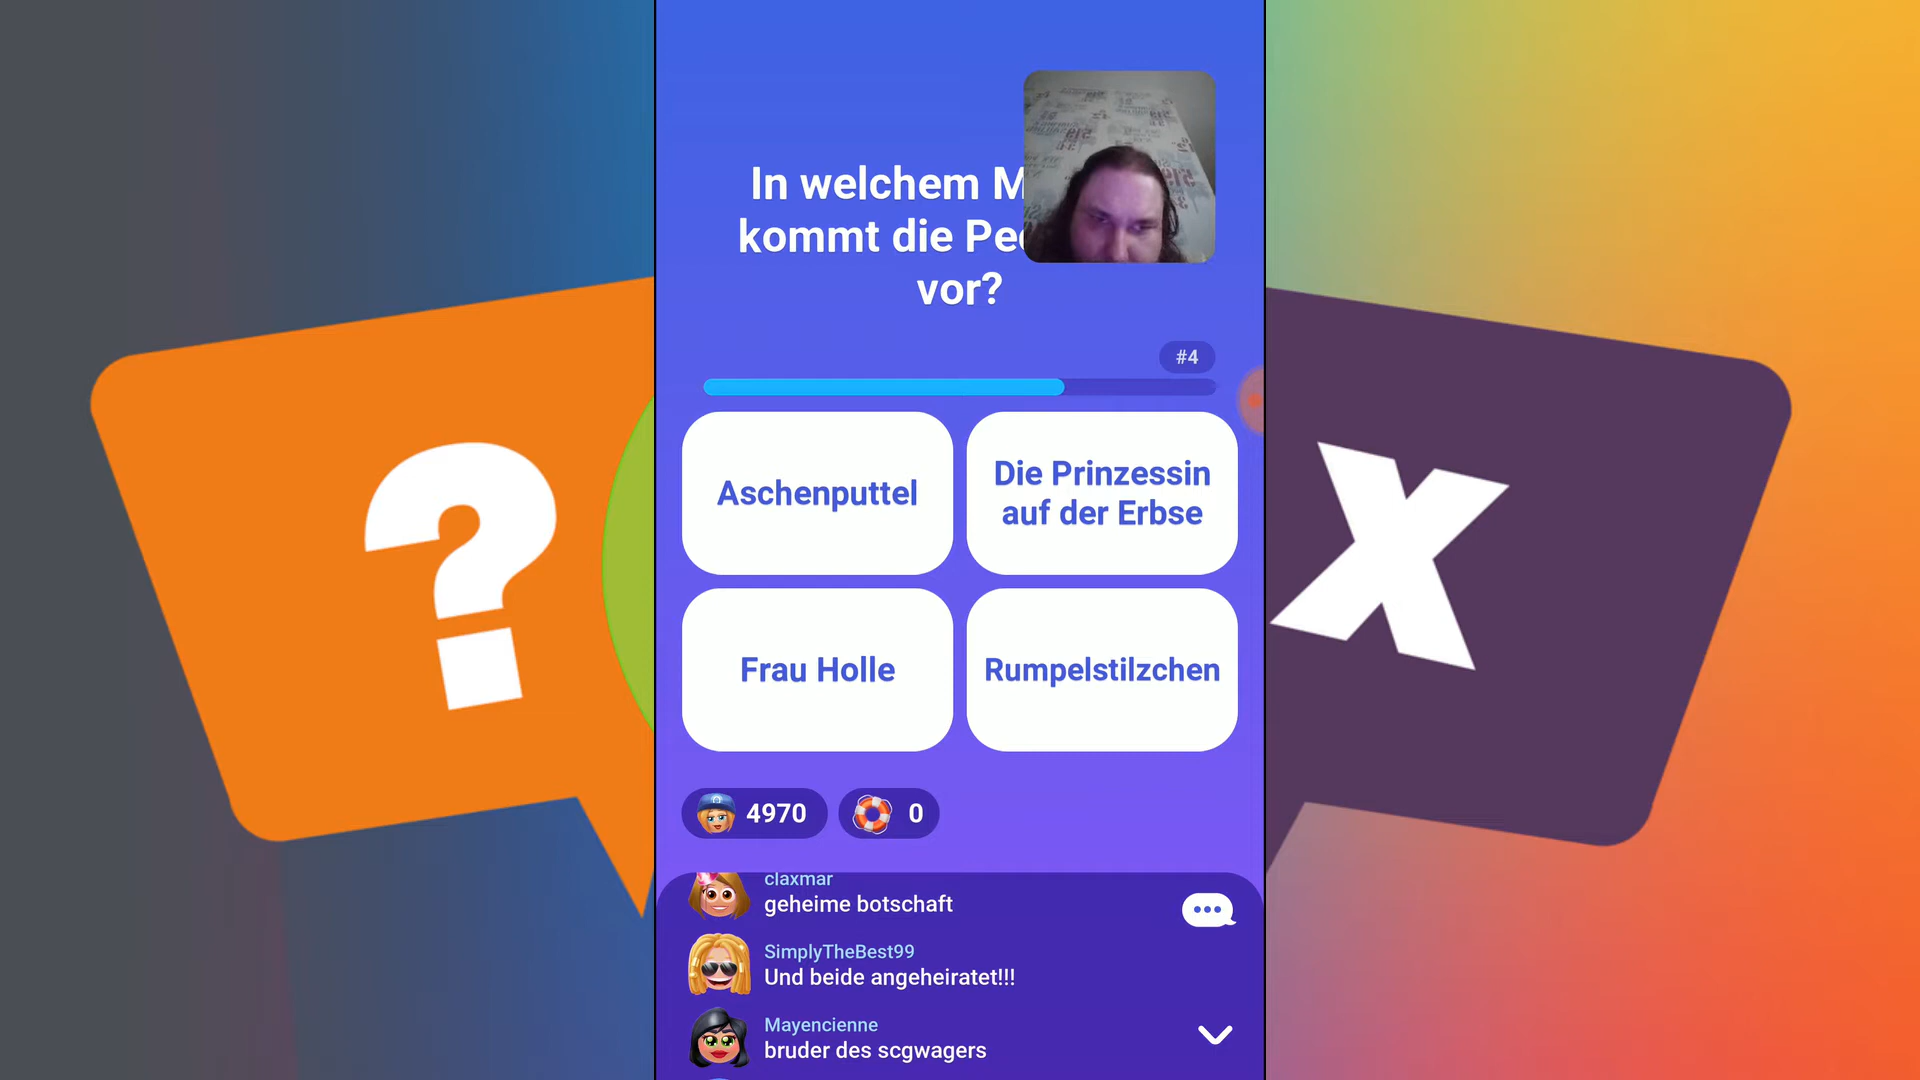 In welchem
kommt die
vor?
#4
Aschenputtel
Die Prinzessin
auf der Erbse
Frau Holle
Rumpelstilzchen
4970
0
claxmar
geheime botschaft
SimplyTheBest99
Und beide angeheiratet!!!
Mayencienne
bruder des scgwagers
?
X